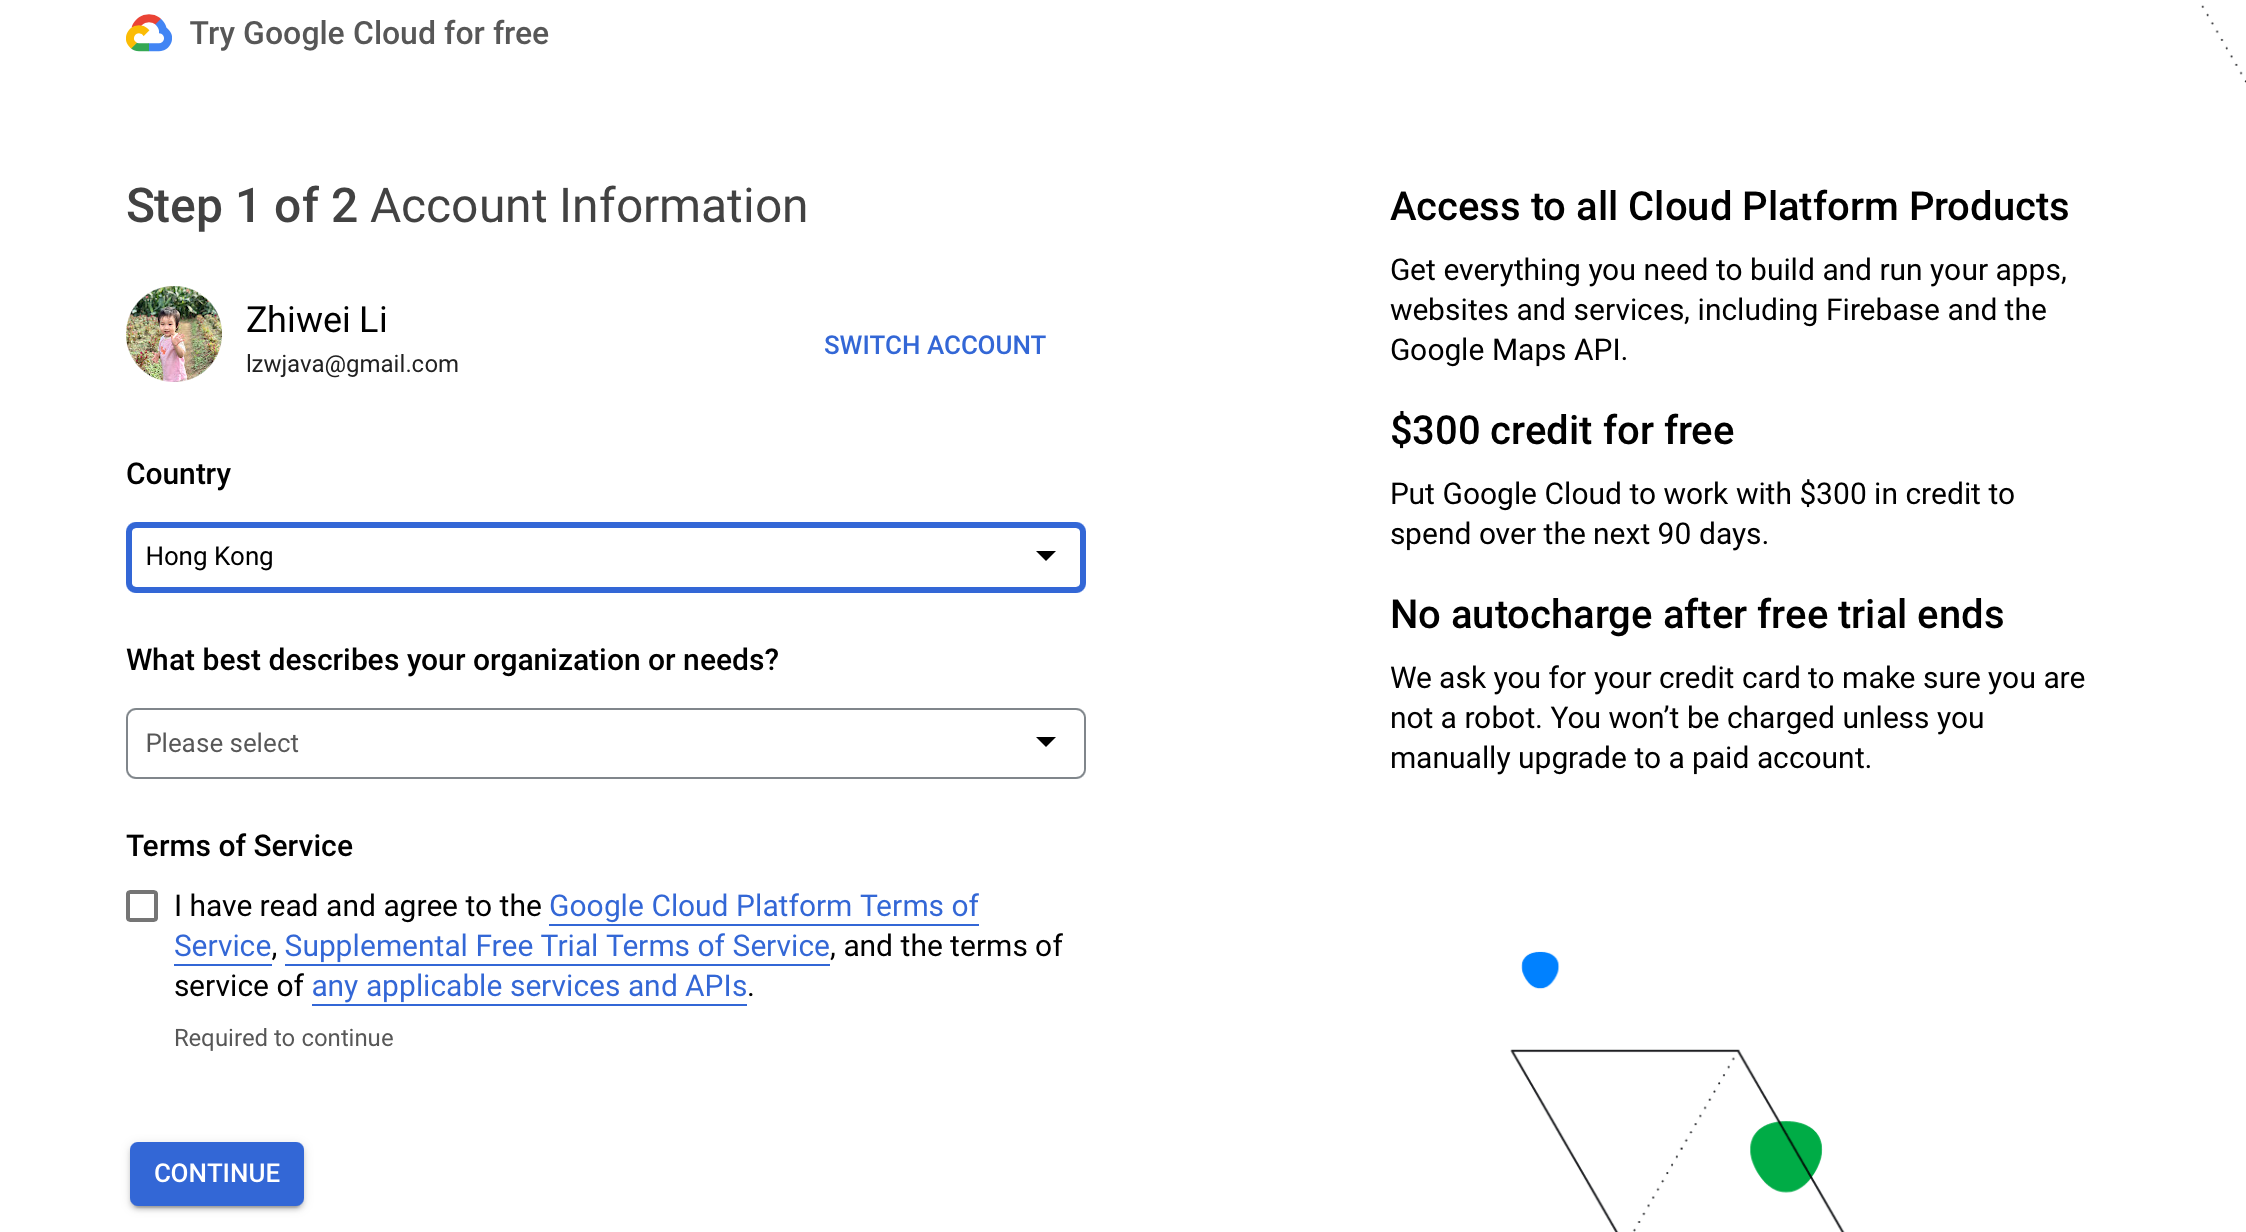 Try Google Cloud for free
Step 1 of 2 Account Information
Zhiwei Li
lzwjava@gmail.com
SWITCH ACCOUNT
Country
Hong Kong
What best describes your organization or needs?
Please select
Terms of Service
I have read and agree to the Google Cloud Platform Terms of
Service, Supplemental Free Trial Terms of Service, and the terms of
service of any applicable services and APIs.
Required to continue
CONTINUE
Access to all Cloud Platform Products
Get everything you need to build and run your apps,
websites and services, including Firebase and the
Google Maps API.
$300 credit for free
Put Google Cloud to work with $300 in credit to
spend over the next 90 days.
No autocharge after free trial ends
We ask you for your credit card to make sure you are
not a robot. You won’t be charged unless you
manually upgrade to a paid account.